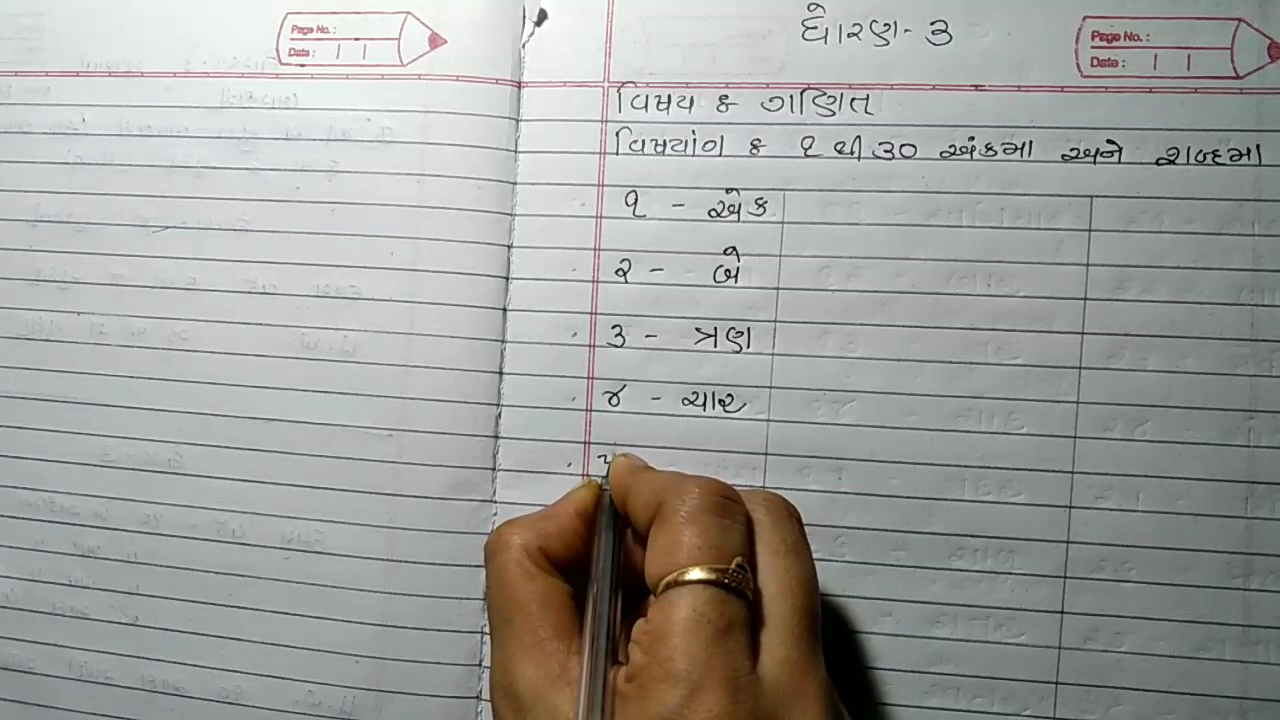 Page No. :
Date :
ધોરણ - ૩
Page No. :
Date :
વિષય : ગણિત
વિષયાંગ : ૧ થી ૩૦ અંકમા અને શબ્દમા
૧ - એક
૨ - બે
૩ - ત્રણ
૪ - ચાર